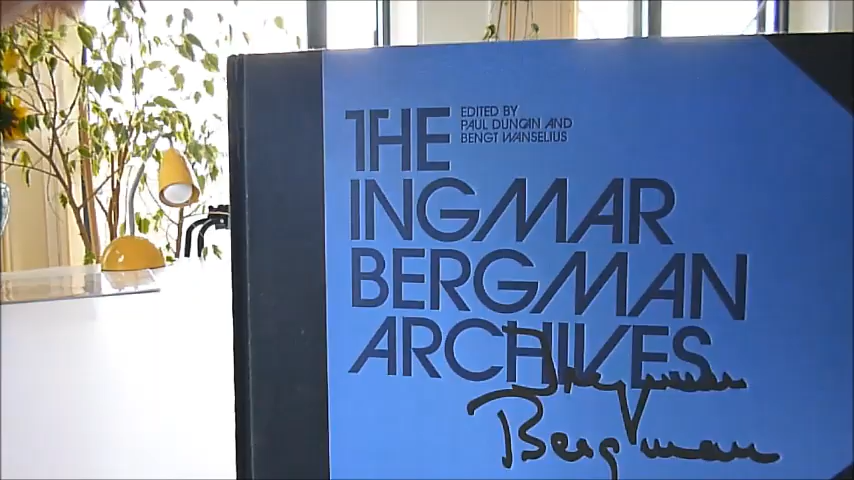 THE
EDITED BY
PAUL DUNCAN AND
BENGT WANSELIUS
INGMAR
BERGMAN
ARCHIVES
Ingmar
Bergman